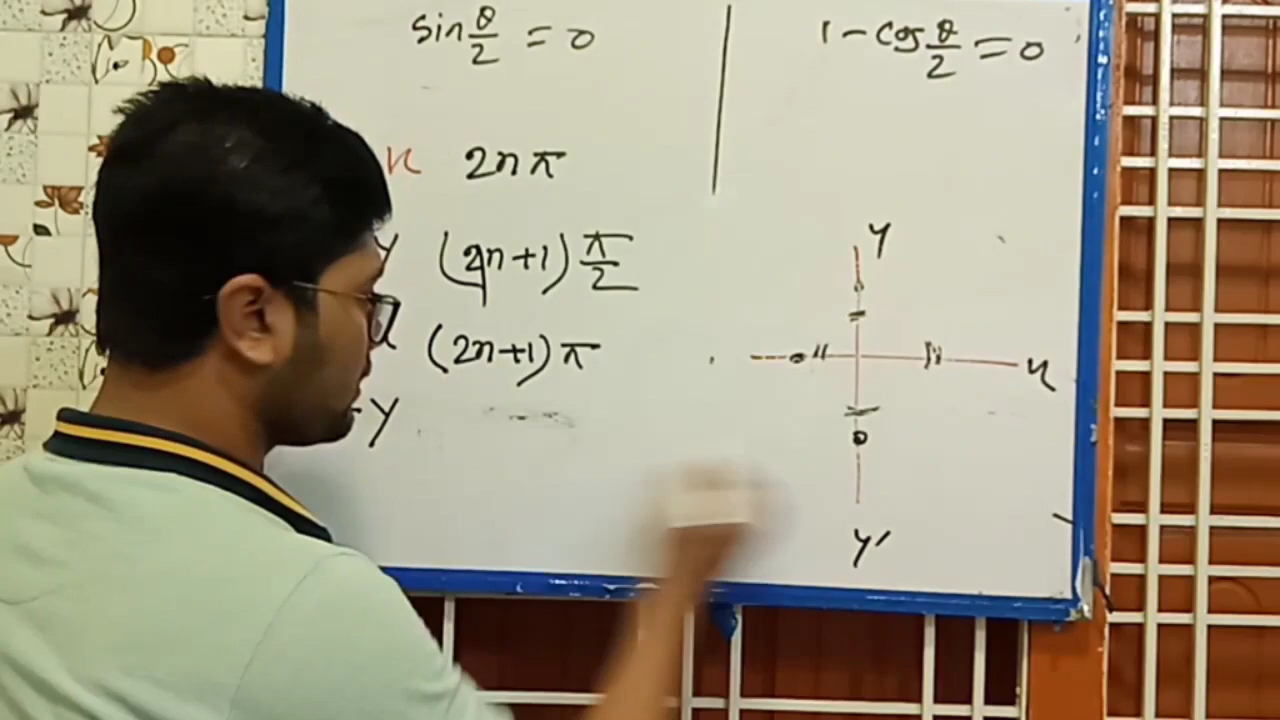 sin θ/2 = 0
1 - cos θ/2 = 0
x 2nπ
y (2n+1) π/2
(2n+1) π
-y
y
x
y'